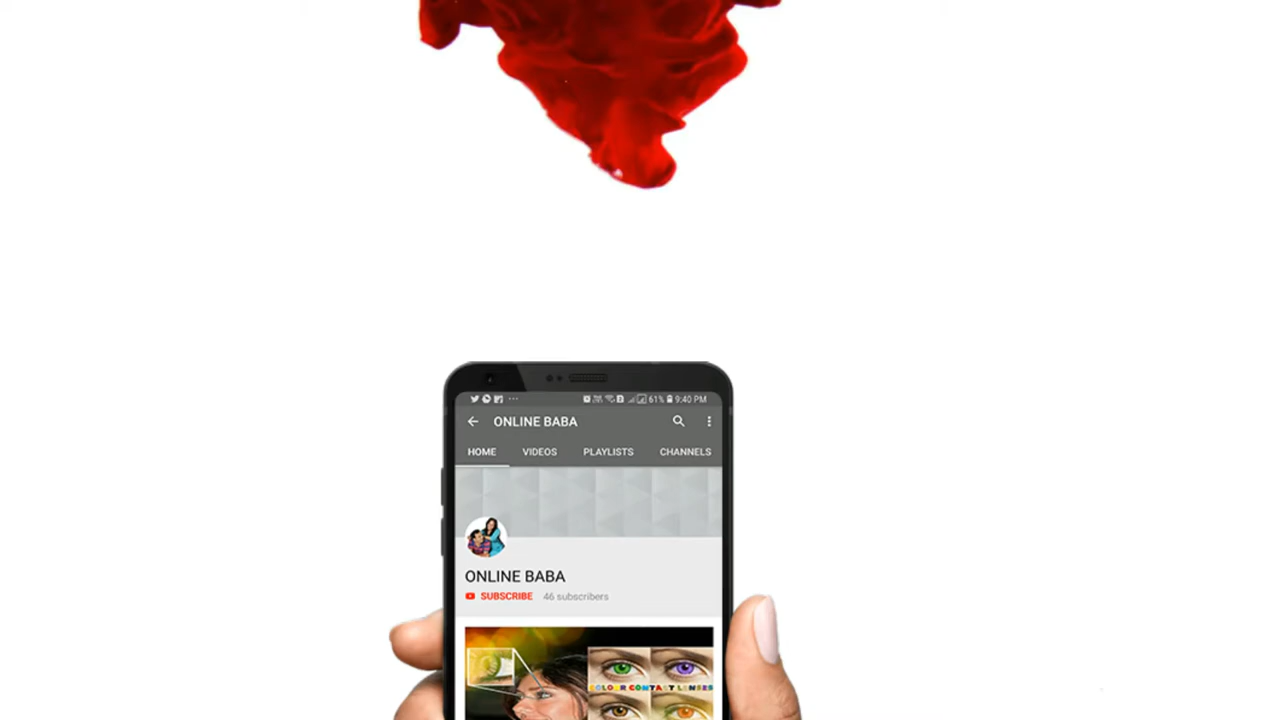 61% 9:40 PM
ONLINE BABA
HOME VIDEOS PLAYLISTS CHANNELS
ONLINE BABA
SUBSCRIBE 46 subscribers
COLOUR CONTACT LENSES